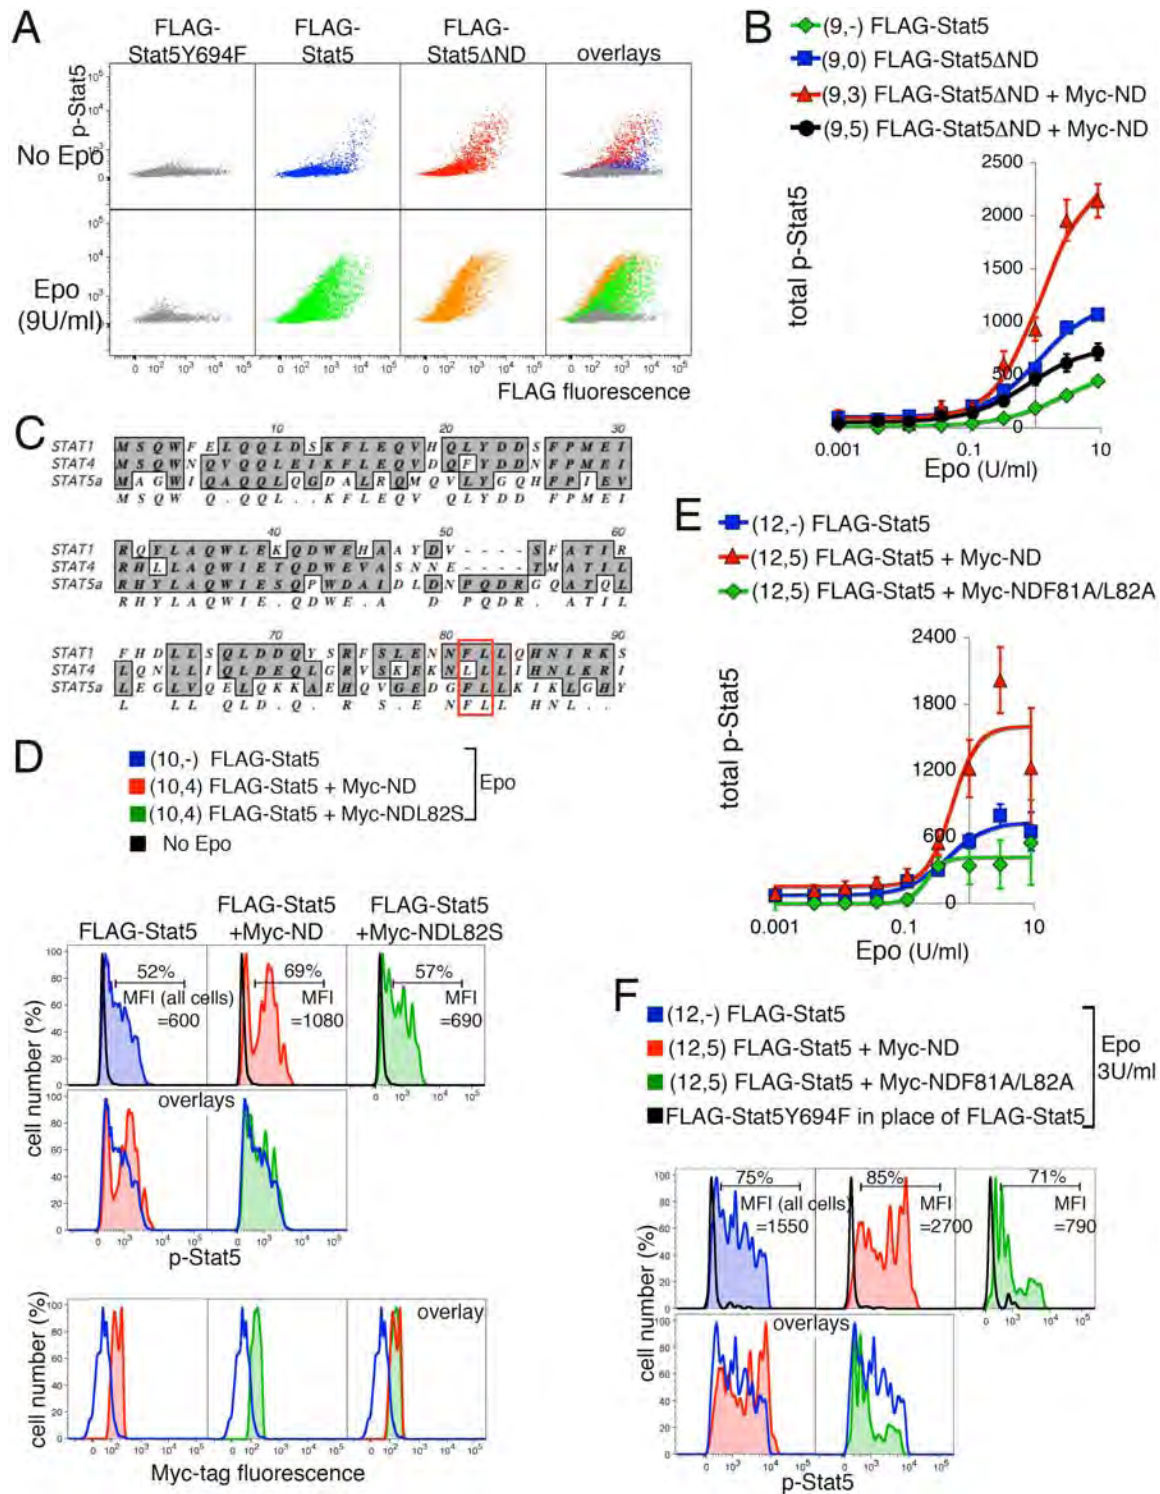 A
FLAG-
Stat5Y694F
FLAG-
Stat5
FLAG-
Stat5ΔND
overlays
p-Stat5
No Epo
Epo
(9U/ml)
FLAG fluorescence
B
(9,-) FLAG-Stat5
(9,0) FLAG-Stat5ΔND
(9,3) FLAG-Stat5ΔND + Myc-ND
(9,5) FLAG-Stat5ΔND + Myc-ND
total p-Stat5
2500
2000
1500
1000
500
0
0.001
0.1
10
Epo (U/ml)
C
10 20 30
STAT1 M S Q W F E L Q Q L D S K F L E Q V H Q L Y D D S F P M E I
STAT4 M S Q W N Q V Q Q L E I K F L E Q V D Q F Y D D N F P M E I
STAT5a M A G W I Q A Q Q L Q G D A L R Q M Q V L Y G Q H F P I E V
M S Q W Q . Q Q L . . K F L E Q V Q L Y D D F P M E I
40 50 60
STAT1 R Q Y L A Q W L E K Q D W E H A A Y D V - - - - S F A T I R
STAT4 R H L L A Q W I E T Q D W E V A S N N E - - - - T M A T I L
STAT5a R H Y L A Q W I E S Q P W D A I D L D N P Q D R G Q A T Q L
R H Y L A Q W I E . Q D W E . A D P Q D R . A T I L
70 80 90
STAT1 F H D L L S Q L D D Q Y S R F S L E N N F L L Q H N I R K S
STAT4 L Q N L L I Q L D E Q L G R V S K E K N L L L I H N L K R I
STAT5a L E G L V Q E L Q K K A E H Q V G E D G F L L K I K L G H Y
L L L Q L D . Q . R S . E N F L L H N L . .
D
(10,-) FLAG-Stat5
(10,4) FLAG-Stat5 + Myc-ND
(10,4) FLAG-Stat5 + Myc-NDL82S
No Epo
Epo
FLAG-Stat5
FLAG-Stat5
+Myc-ND
FLAG-Stat5
+Myc-NDL82S
52%
MFI (all cells)
=600
69%
MFI
=1080
57%
MFI
=690
overlays
cell number (%)
p-Stat5
overlay
cell number (%)
Myc-tag fluorescence
E
(12,-) FLAG-Stat5
(12,5) FLAG-Stat5 + Myc-ND
(12,5) FLAG-Stat5 + Myc-NDF81A/L82A
total p-Stat5
2400
1800
1200
600
0
0.001
0.1
10
Epo (U/ml)
F
(12,-) FLAG-Stat5
(12,5) FLAG-Stat5 + Myc-ND
(12,5) FLAG-Stat5 + Myc-NDF81A/L82A
FLAG-Stat5Y694F in place of FLAG-Stat5
Epo
3U/ml
75%
MFI (all cells)
=1550
85%
MFI
=2700
71%
MFI
=790
overlays
cell number (%)
p-Stat5